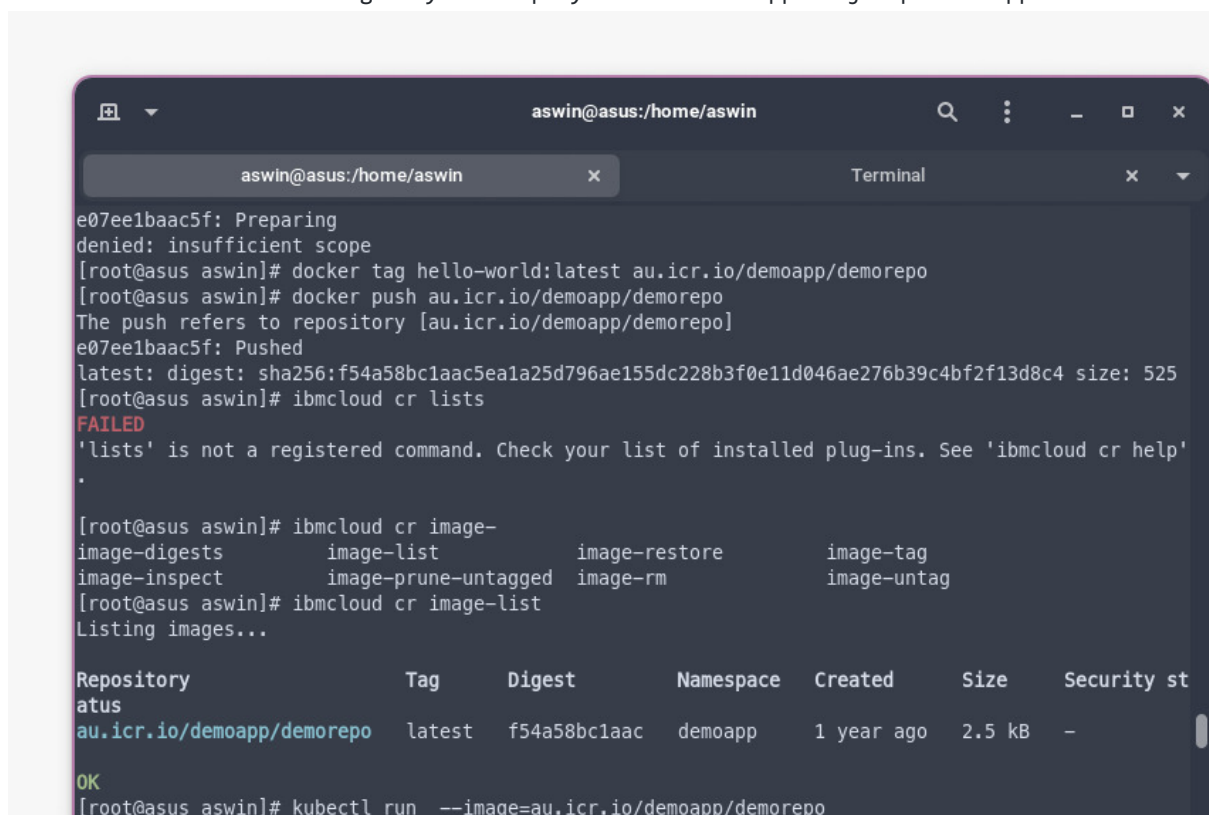 aswin@asus:/home/aswin
aswin@asus:/home/aswin Terminal
e07ee1baac5f: Preparing
denied: insufficient scope
[root@asus aswin]# docker tag hello-world:latest au.icr.io/demoapp/demorepo
[root@asus aswin]# docker push au.icr.io/demoapp/demorepo
The push refers to repository [au.icr.io/demoapp/demorepo]
e07ee1baac5f: Pushed
latest: digest: sha256:f54a58bc1aac5ea1a25d796ae155dc228b3f0e11d046ae276b39c4bf2f13d8c4 size: 525
[root@asus aswin]# ibmcloud cr lists
FAILED
'lists' is not a registered command. Check your list of installed plug-ins. See 'ibmcloud cr help'
.
[root@asus aswin]# ibmcloud cr image-
image-digests image-list image-restore image-tag
image-inspect image-prune-untagged image-rm image-untag
[root@asus aswin]# ibmcloud cr image-list
Listing images...
Repository Tag Digest Namespace Created Size Security st
atus
au.icr.io/demoapp/demorepo latest f54a58bc1aac demoapp 1 year ago 2.5 kB -
OK
[root@asus aswin]# kubectl run --image=au.icr.io/demoapp/demorepo